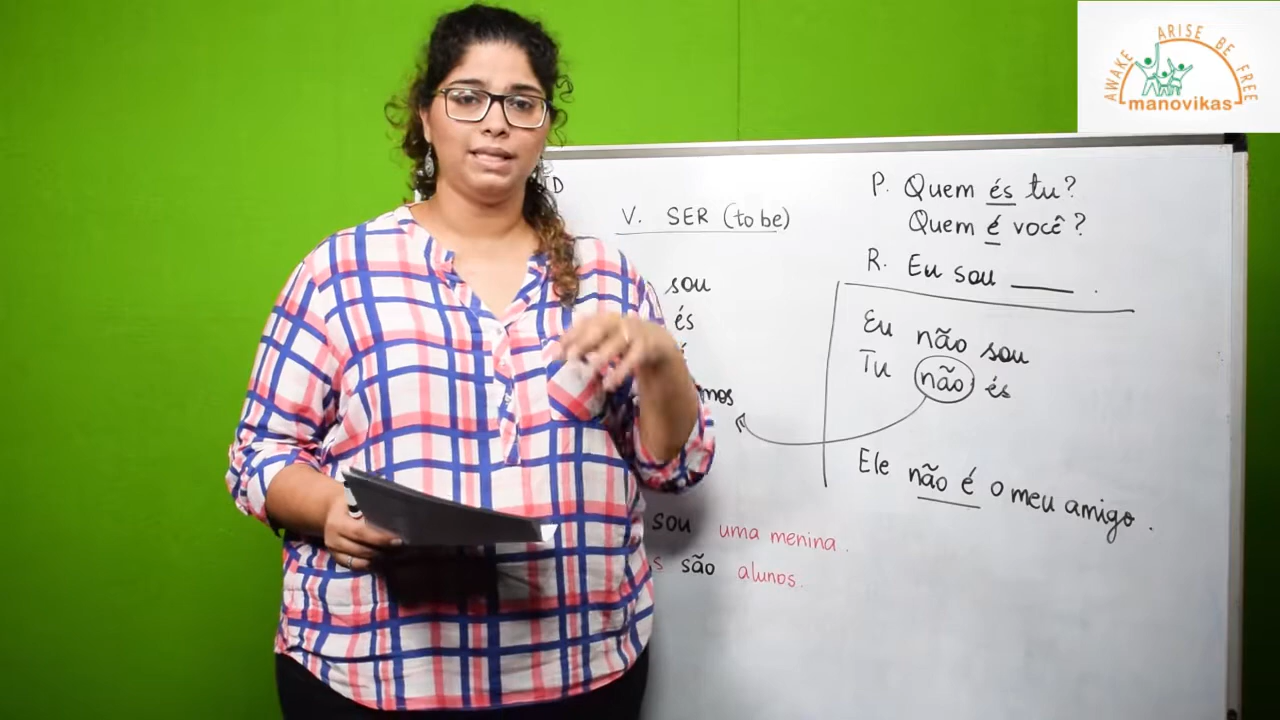 AWAKE ARISE BE FREE
manovikas
V. SER (to be)
sou
és
mos
sou uma menina.
s são alunos.
P. Quem és tu?
Quem é você?
R. Eu sou ____ .
Eu não sou
Tu não és
Ele não é o meu amigo.